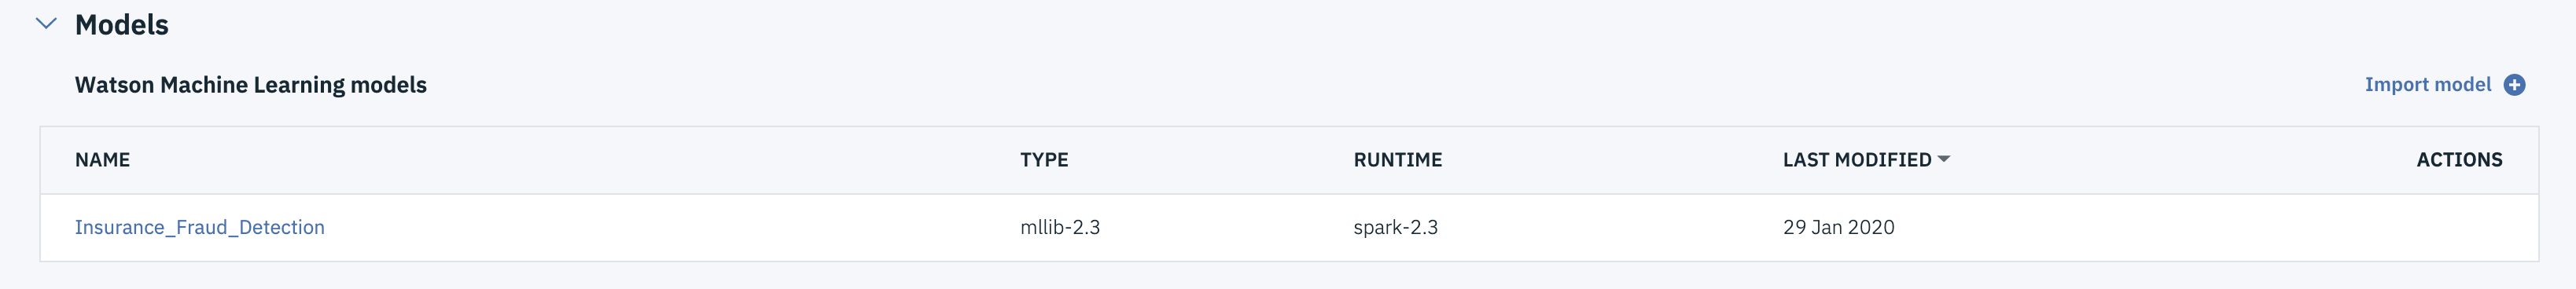 Models
Watson Machine Learning models
Import model
NAME TYPE RUNTIME LAST MODIFIED ACTIONS
Insurance_Fraud_Detection mllib-2.3 spark-2.3 29 Jan 2020